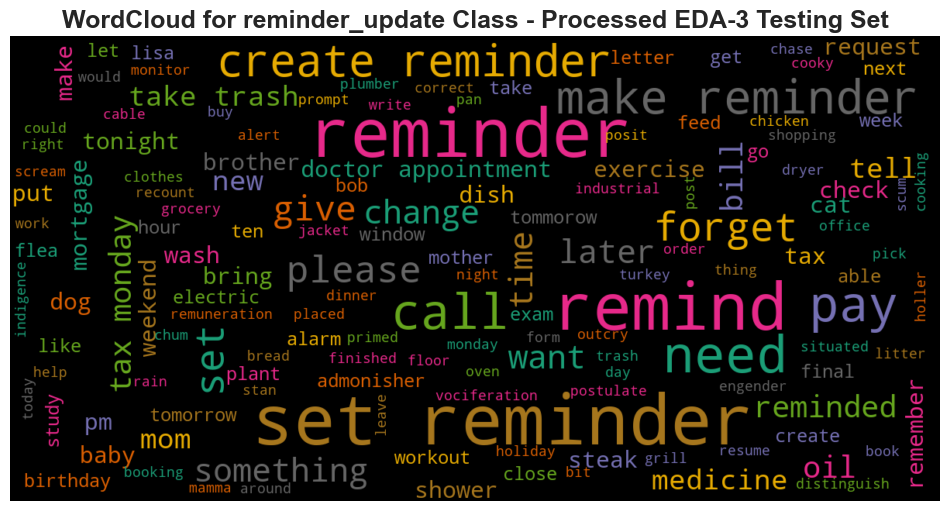 WordCloud for reminder_update Class - Processed EDA-3 Testing Set
make let lisa create reminder letter get chase request
would monitor cooky next
plumber correct take make reminder
take trash prompt write pan
cable reminder posit feed chicken week
could buy shopping
right tonight alert
brother doctor appointment exercise bill go dryer tell
scream clothes new bob industrial post check scum cooking
put mortgage recount dish cat
grocery give change tommorow forget office
work hour ten jacket window
flea wash mother later order tax pick
bring please time night turkey thing able
dog tax monday weekend electric dinner call exam remind pay holler
indigence remuneration placed
chum set alarm primed form outcry situated
like bread finished floor monday want trash need litter
help rain plant oven day final
today stan admonisher engender
study vociferation postulate
pm tomorrow leave set reminder reminded remember
mom create
baby workout holiday steak grill resume book
booking something close bit oil
birthday mamma around shower medicine distinguish